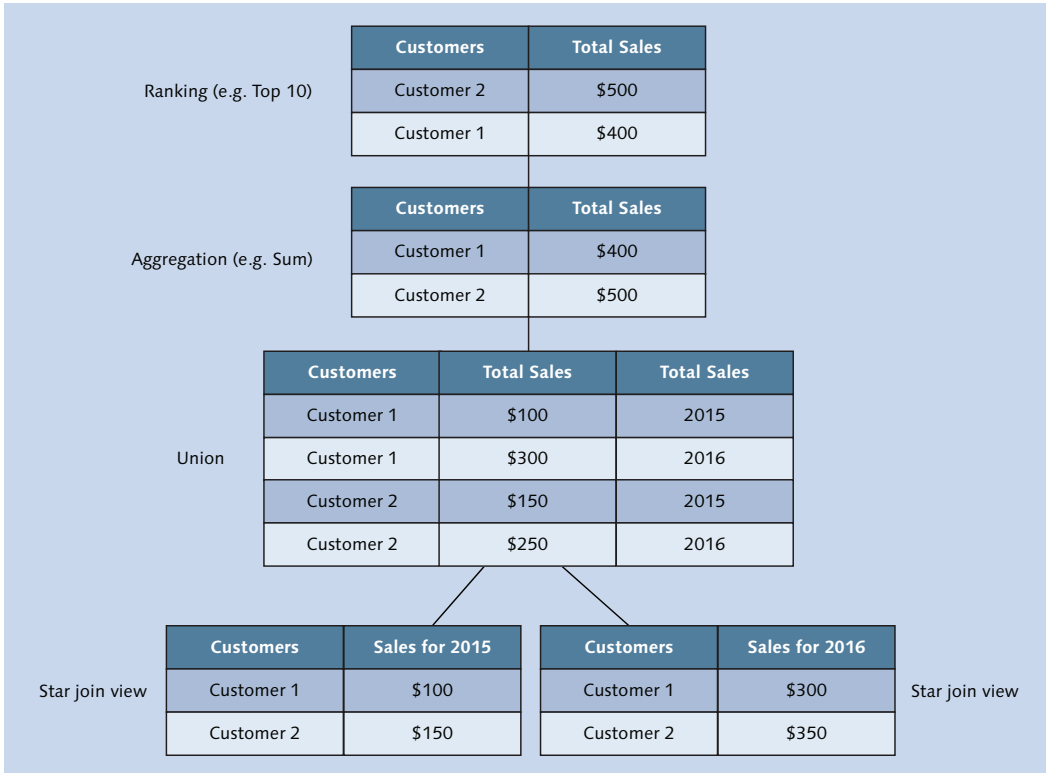 Customers Total Sales
Ranking (e.g. Top 10)
Customer 2 $500
Customer 1 $400
Customers Total Sales
Aggregation (e.g. Sum)
Customer 1 $400
Customer 2 $500
Customers Total Sales Total Sales
Customer 1 $100 2015
Union
Customer 1 $300 2016
Customer 2 $150 2015
Customer 2 $250 2016
Star join view
Customers Sales for 2015
Customer 1 $100
Customer 2 $150
Customers Sales for 2016
Customer 1 $300
Customer 2 $350
Star join view